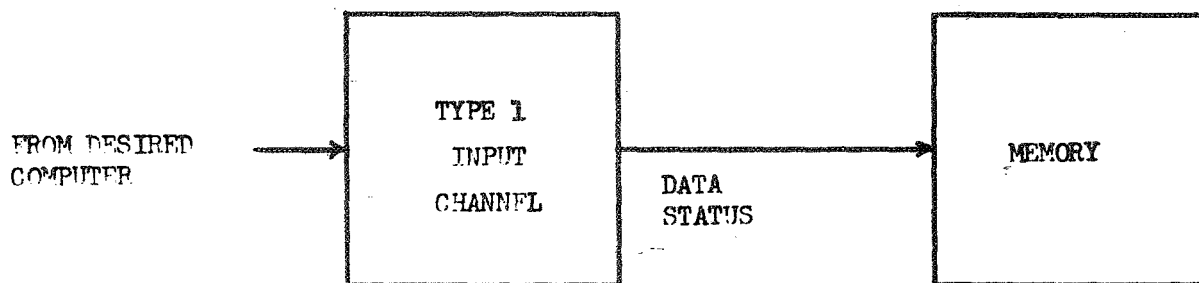 FROM DESIRED
COMPUTER
TYPE 1
INPUT
CHANNEL
DATA
STATUS
MEMORY